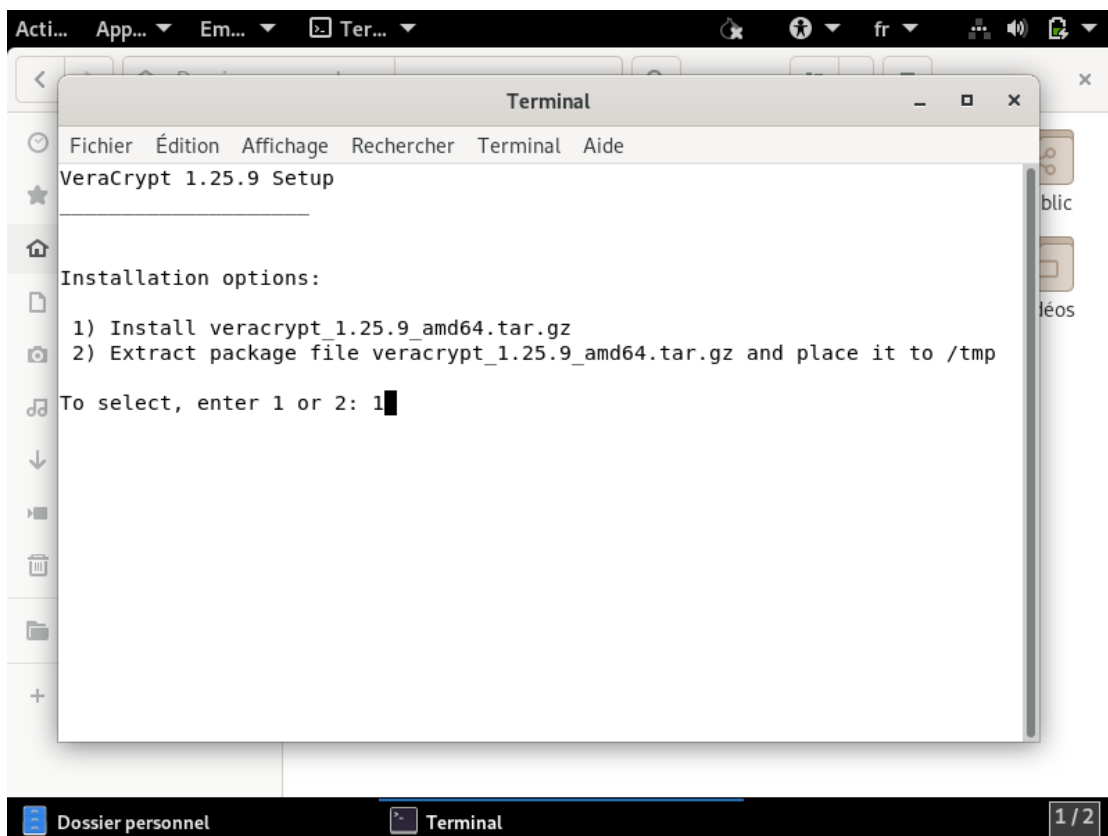 Acti... App... Em... Ter... fr
Terminal
Fichier Édition Affichage Rechercher Terminal Aide
VeraCrypt 1.25.9 Setup
____________________
Installation options:
1) Install veracrypt_1.25.9_amd64.tar.gz
2) Extract package file veracrypt_1.25.9_amd64.tar.gz and place it to /tmp
To select, enter 1 or 2: 1
blic
déos
Dossier personnel Terminal 1/2